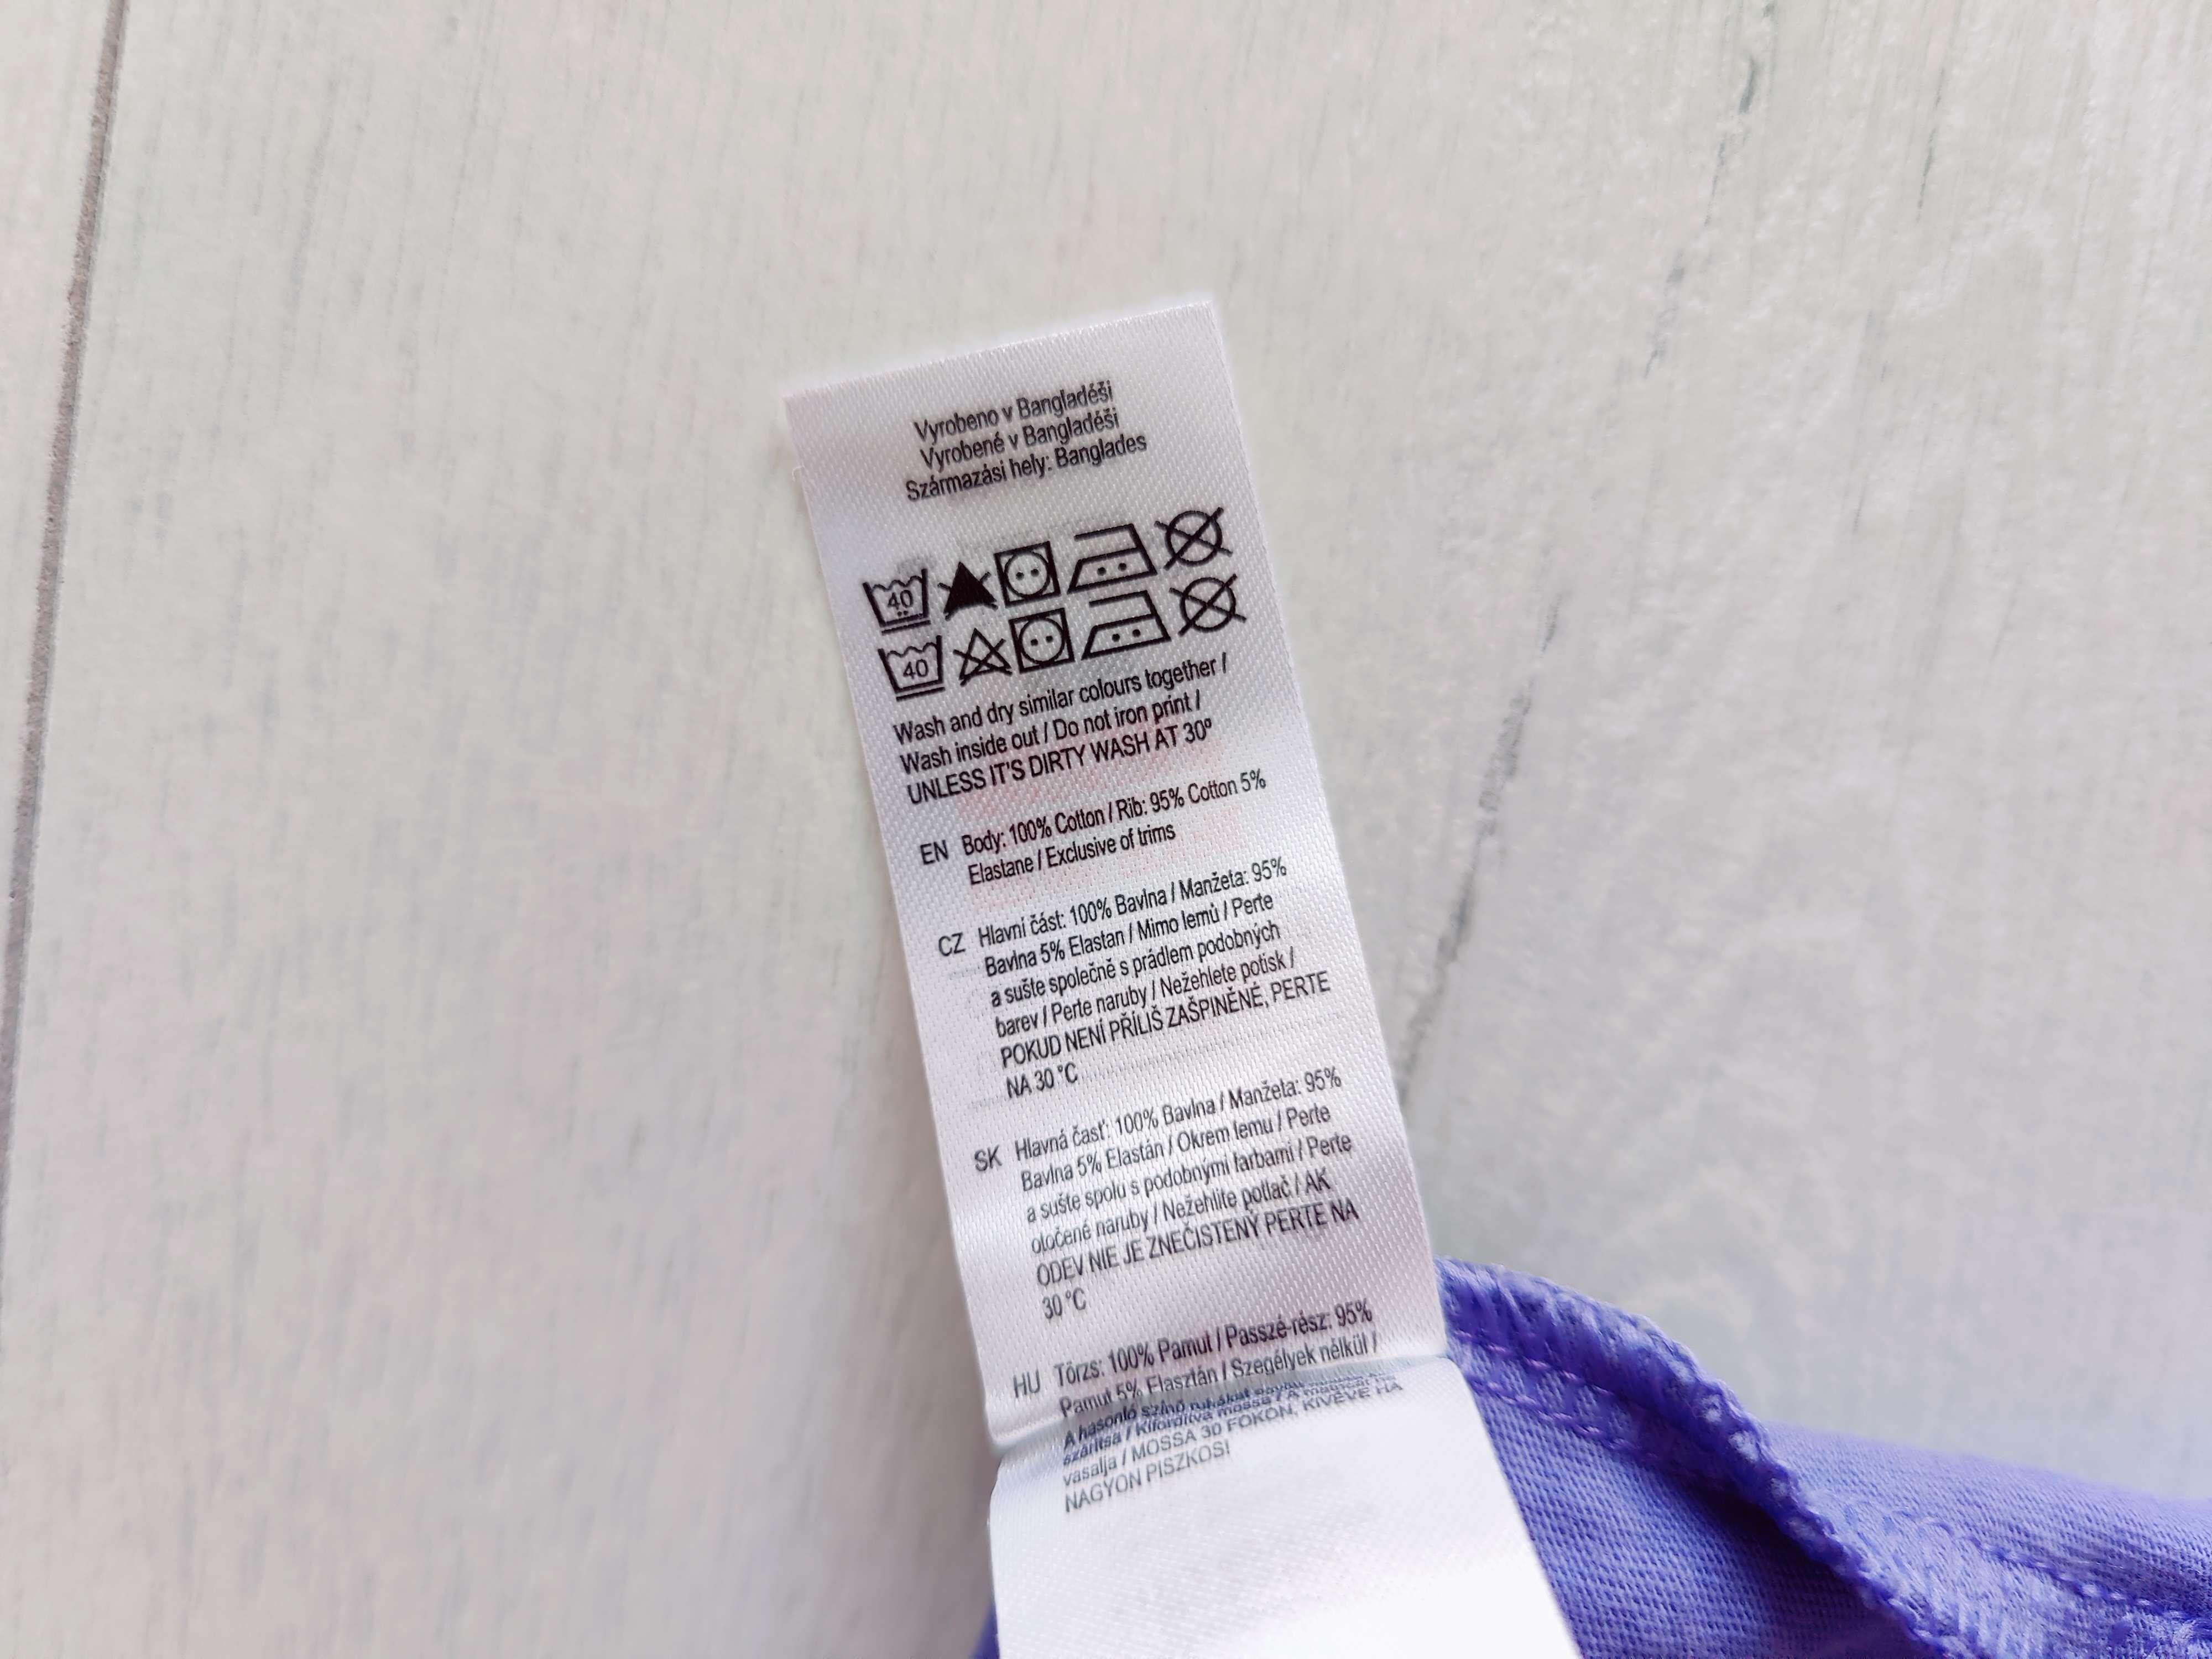 Vyrobeno v Bangladéši
Vyrobené v Bangladéši
Származási hely: Banglades
40
40
Wash and dry similar colours together /
Wash inside out / Do not iron print /
UNLESS IT'S DIRTY WASH AT 30º
EN Body: 100% Cotton / Rib: 95% Cotton 5%
Elastane / Exclusive of trims
CZ Hlavní část: 100% Bavlna / Manžeta: 95%
Bavlna 5% Elastan / Mimo lemů / Perte
a sušte společně s prádlem podobných
barev / Perte naruby / Nežehlete potisk /
POKUD NENÍ PŘÍLIŠ ZAŠPINĚNÉ, PERTE
NA 30 °C
SK Hlavná časť: 100% Bavlna / Manžeta: 95%
Bavlna 5% Elastán / Okrem lemu / Perte
a sušte spolu s podobnými farbami / Perte
otočené naruby / Nežehlite potlač / AK
ODEV NIE JE ZNEČISTENÝ PERTE NA
30 °C
HU Törzs: 100% Pamut / Passzé-rész: 95%
Pamut 5% Elasztán / Szegélyek nélkül /
A hasonló színű ruhákat együtt
szárítsa / Kifordítva mossa / A
vasalja / MOSSA 30 FOKON, KIVÉVE HA
NAGYON PISZKOS!